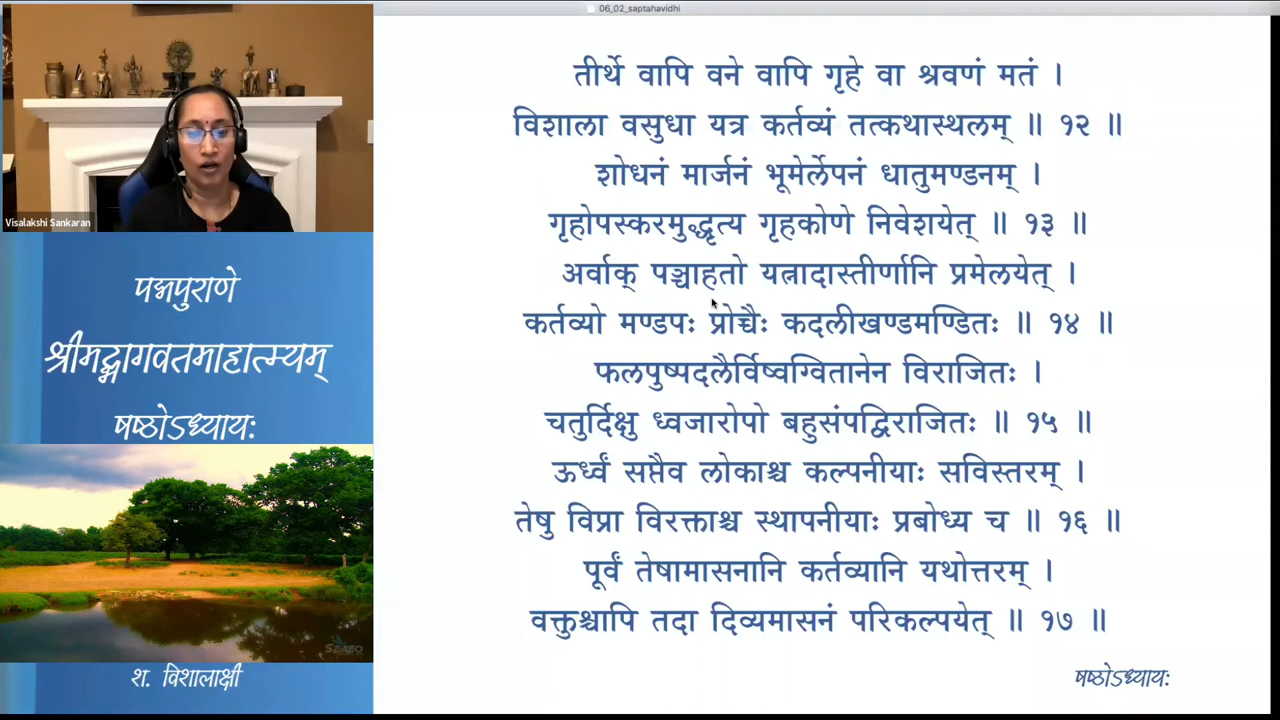 06_02_saptahavidhi
Visalakshi Sankaran
पद्मपुराणे
श्रीमद्भागवतमाहात्म्यम्
षष्ठोऽध्यायः
श. विशालाक्षी
तीर्थे वापि वने वापि गृहे वा श्रवणं मतं ।
विशाला वसुधा यत्र कर्तव्यं तत्कथास्थलम् ॥ १२ ॥
शोधनं मार्जनं भूमेर्लेपनं धातुमण्डनम् ।
गृहोपस्करमुद्धृत्य गृहकोणे निवेशयेत् ॥ १३ ॥
अर्वाक् पञ्चाहतो यत्नादास्तीर्णानि प्रमेलयेत् ।
कर्तव्यो मण्डपः प्रोच्चैः कदलीखण्डमण्डितः ॥ १४ ॥
फलपुष्पदलैर्विष्वग्वितानेन विराजितः ।
चतुर्दिक्षु ध्वजारोपो बहुसंपद्विराजितः ॥ १५ ॥
ऊर्ध्वं सप्तैव लोकाश्च कल्पनीयाः सविस्तरम् ।
तेषु विप्रा विरक्ताश्च स्थापनीयाः प्रबोध्य च ॥ १६ ॥
पूर्वं तेषामासनानि कर्तव्यानि यथोत्तरम् ।
वक्तुश्चापि तदा दिव्यमासनं परिकल्पयेत् ॥ १७ ॥
षष्ठोऽध्यायः